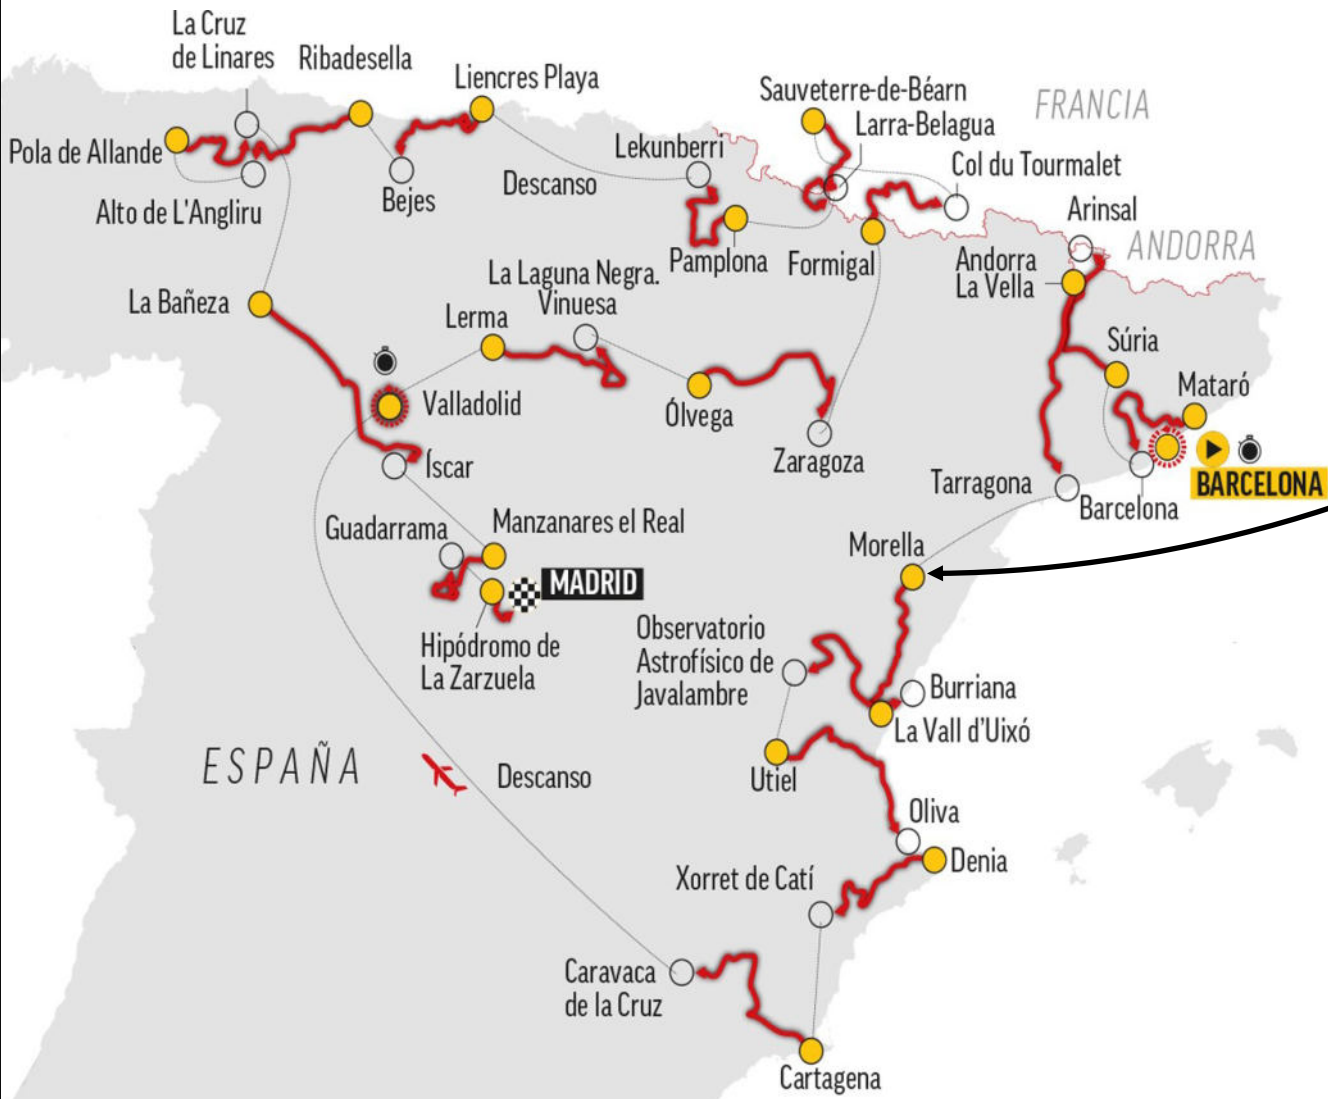 La Cruz
de Linares
Ribadesella
Liencres Playa
Sauveterre-de-Béarn
FRANCIA
Larra-Belagua
Pola de Allande
Lekunberri
Col du Tourmalet
Descanso
Bejes
Alto de L'Angliru
Arinsal
ANDORRA
Pamplona
Formigal
Andorra
La Vella
La Laguna Negra.
Vinuesa
La Bañeza
Lerma
Súria
Mataró
Valladolid
Ólvega
Íscar
Zaragoza
Tarragona
BARCELONA
Barcelona
Guadarrama
Manzanares el Real
Morella
MADRID
Observatorio
Astrofísico de
Javalambre
Hipódromo de
La Zarzuela
Burriana
La Vall d'Uixó
ESPAÑA
Descanso
Utiel
Oliva
Denia
Xorret de Catí
Caravaca
de la Cruz
Cartagena